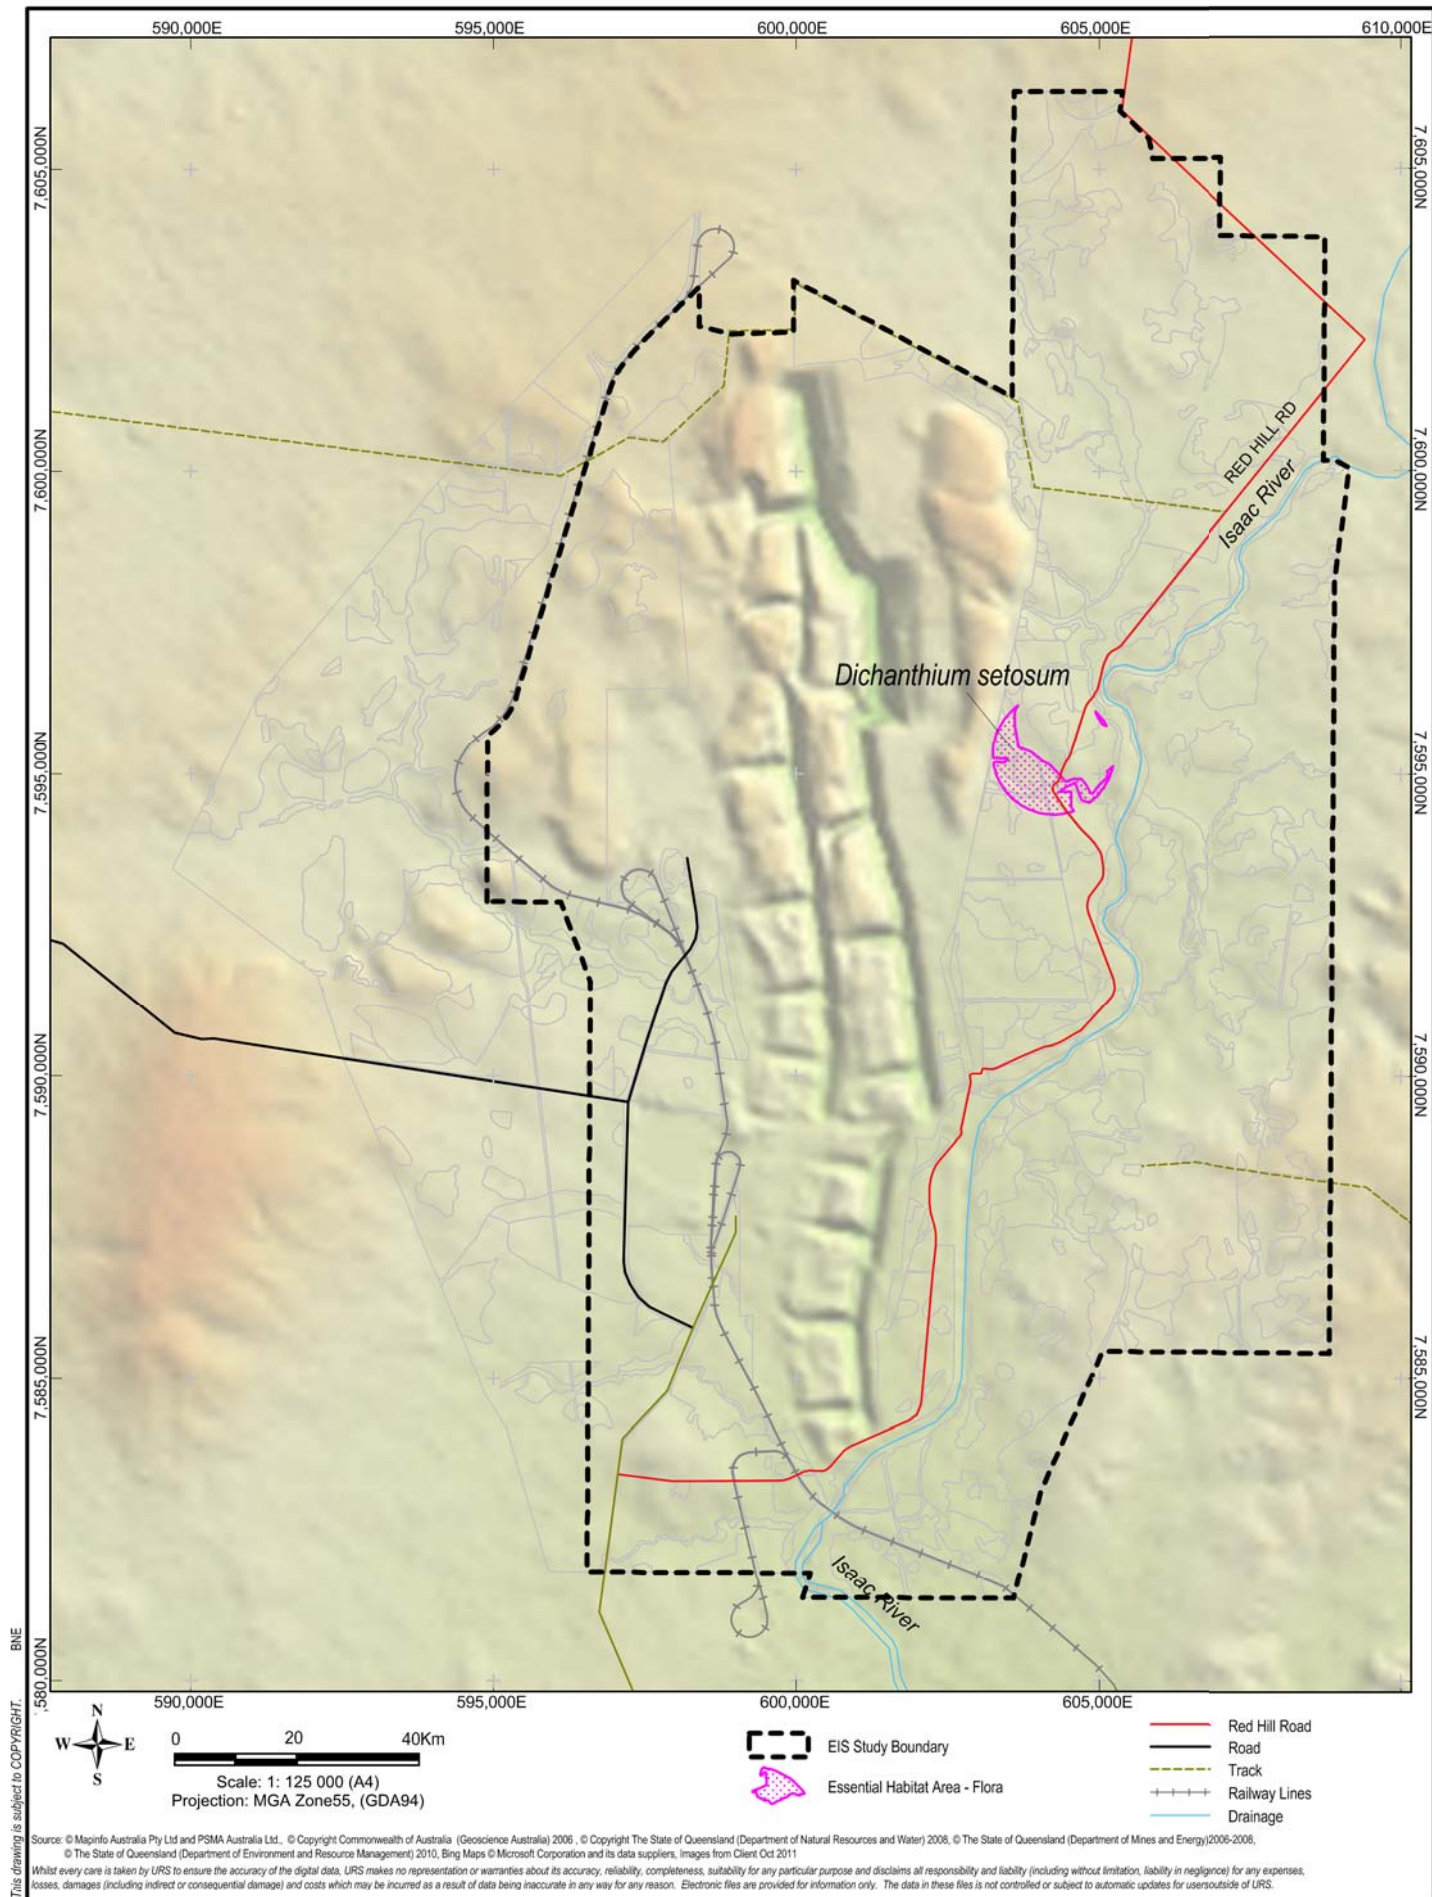 590,000E 595,000E 600,000E 605,000E 610,000E
7,605,000N
7,605,000N
7,600,000N
7,600,000N
RED HILL RD
Isaac River
Dichanthium setosum
7,595,000N
7,595,000N
7,590,000N
7,590,000N
7,585,000N
7,585,000N
Isaac River
,580,000N
590,000E 595,000E 600,000E 605,000E
BNE
This drawing is subject to COPYRIGHT.
N
W E
S
0 20 40Km
Scale: 1: 125 000 (A4)
Projection: MGA Zone55, (GDA94)
EIS Study Boundary
Essential Habitat Area - Flora
Red Hill Road
Road
Track
Railway Lines
Drainage
Source: © Mapinfo Australia Pty Ltd and PSMA Australia Ltd., © Copyright Commonwealth of Australia (Geoscience Australia) 2006 , © Copyright The State of Queensland (Department of Natural Resources and Water) 2008, © The State of Queensland (Department of Mines and Energy)2006-2008,
© The State of Queensland (Department of Environment and Resource Management) 2010, Bing Maps © Microsoft Corporation and its data suppliers, Images from Client Oct 2011
Whilst every care is taken by URS to ensure the accuracy of the digital data, URS makes no representation or warranties about its accuracy, reliability, completeness, suitability for any particular purpose and disclaims all responsibility and liability (including without limitation, liability in negligence) for any expenses,
losses, damages (including indirect or consequential damage) and costs which may be incurred as a result of data being inaccurate in any way for any reason. Electronic files are provided for information only. The data in these files is not controlled or subject to automatic updates for usersoutside of URS.